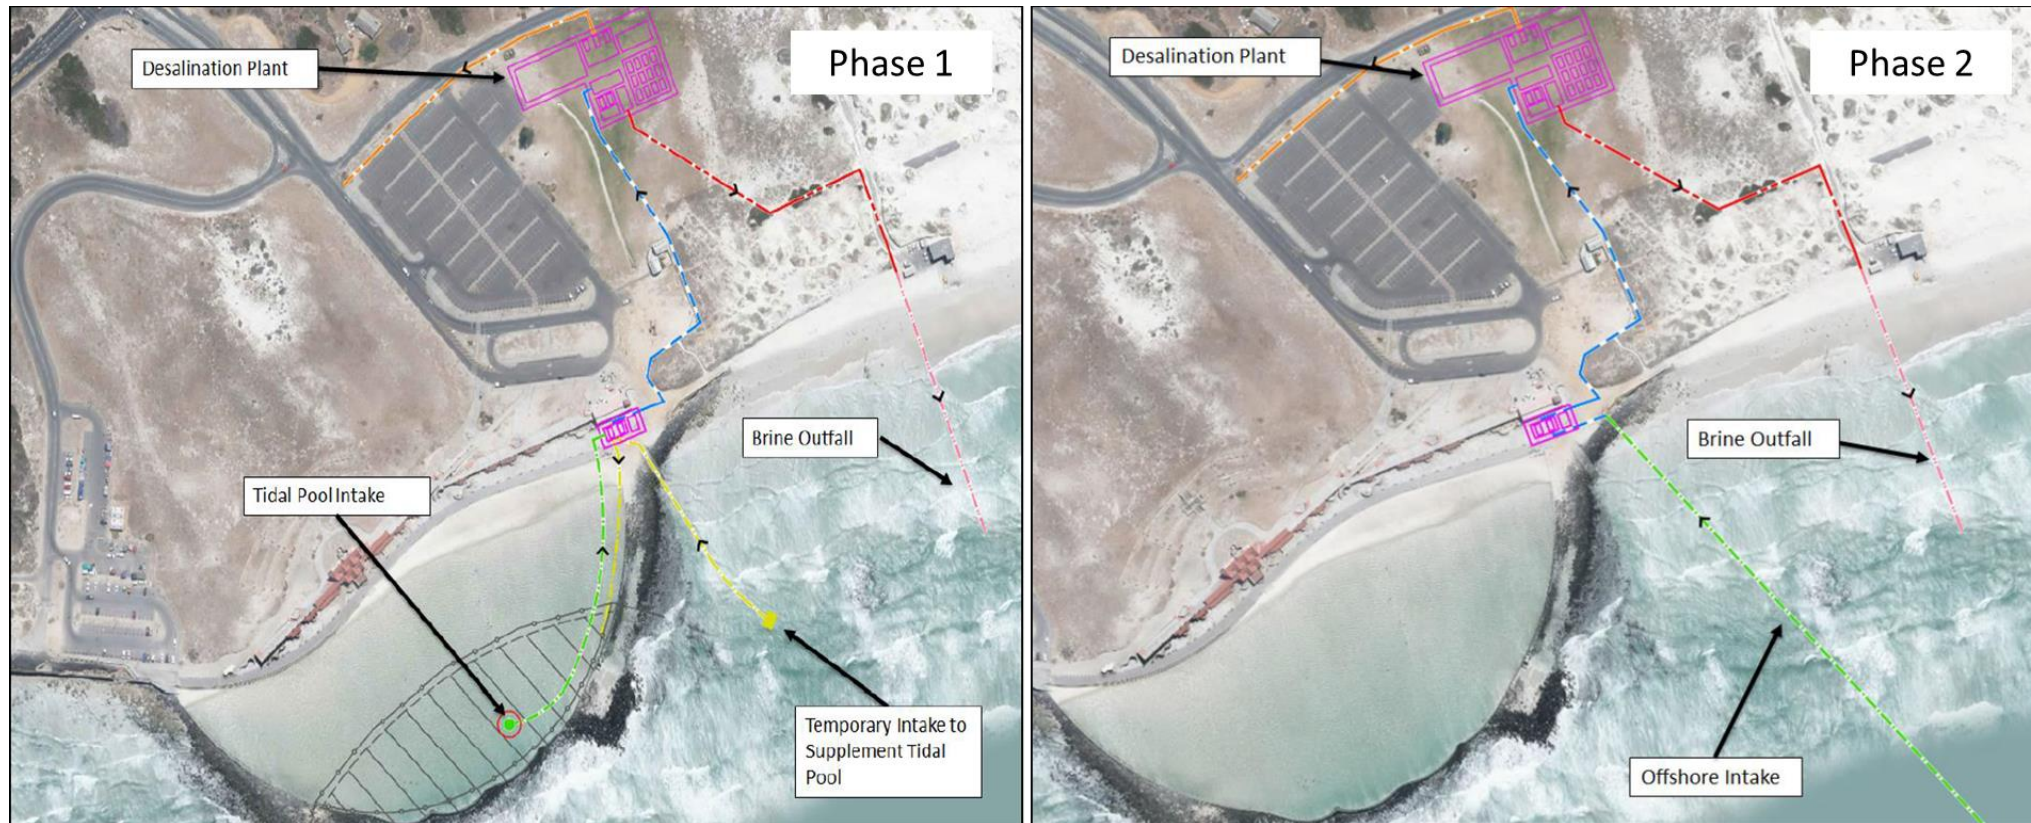 Phase 1
Desalination Plant
Tidal Pool Intake
Brine Outfall
Temporary Intake to
Supplement Tidal
Pool
Phase 2
Desalination Plant
Brine Outfall
Offshore Intake